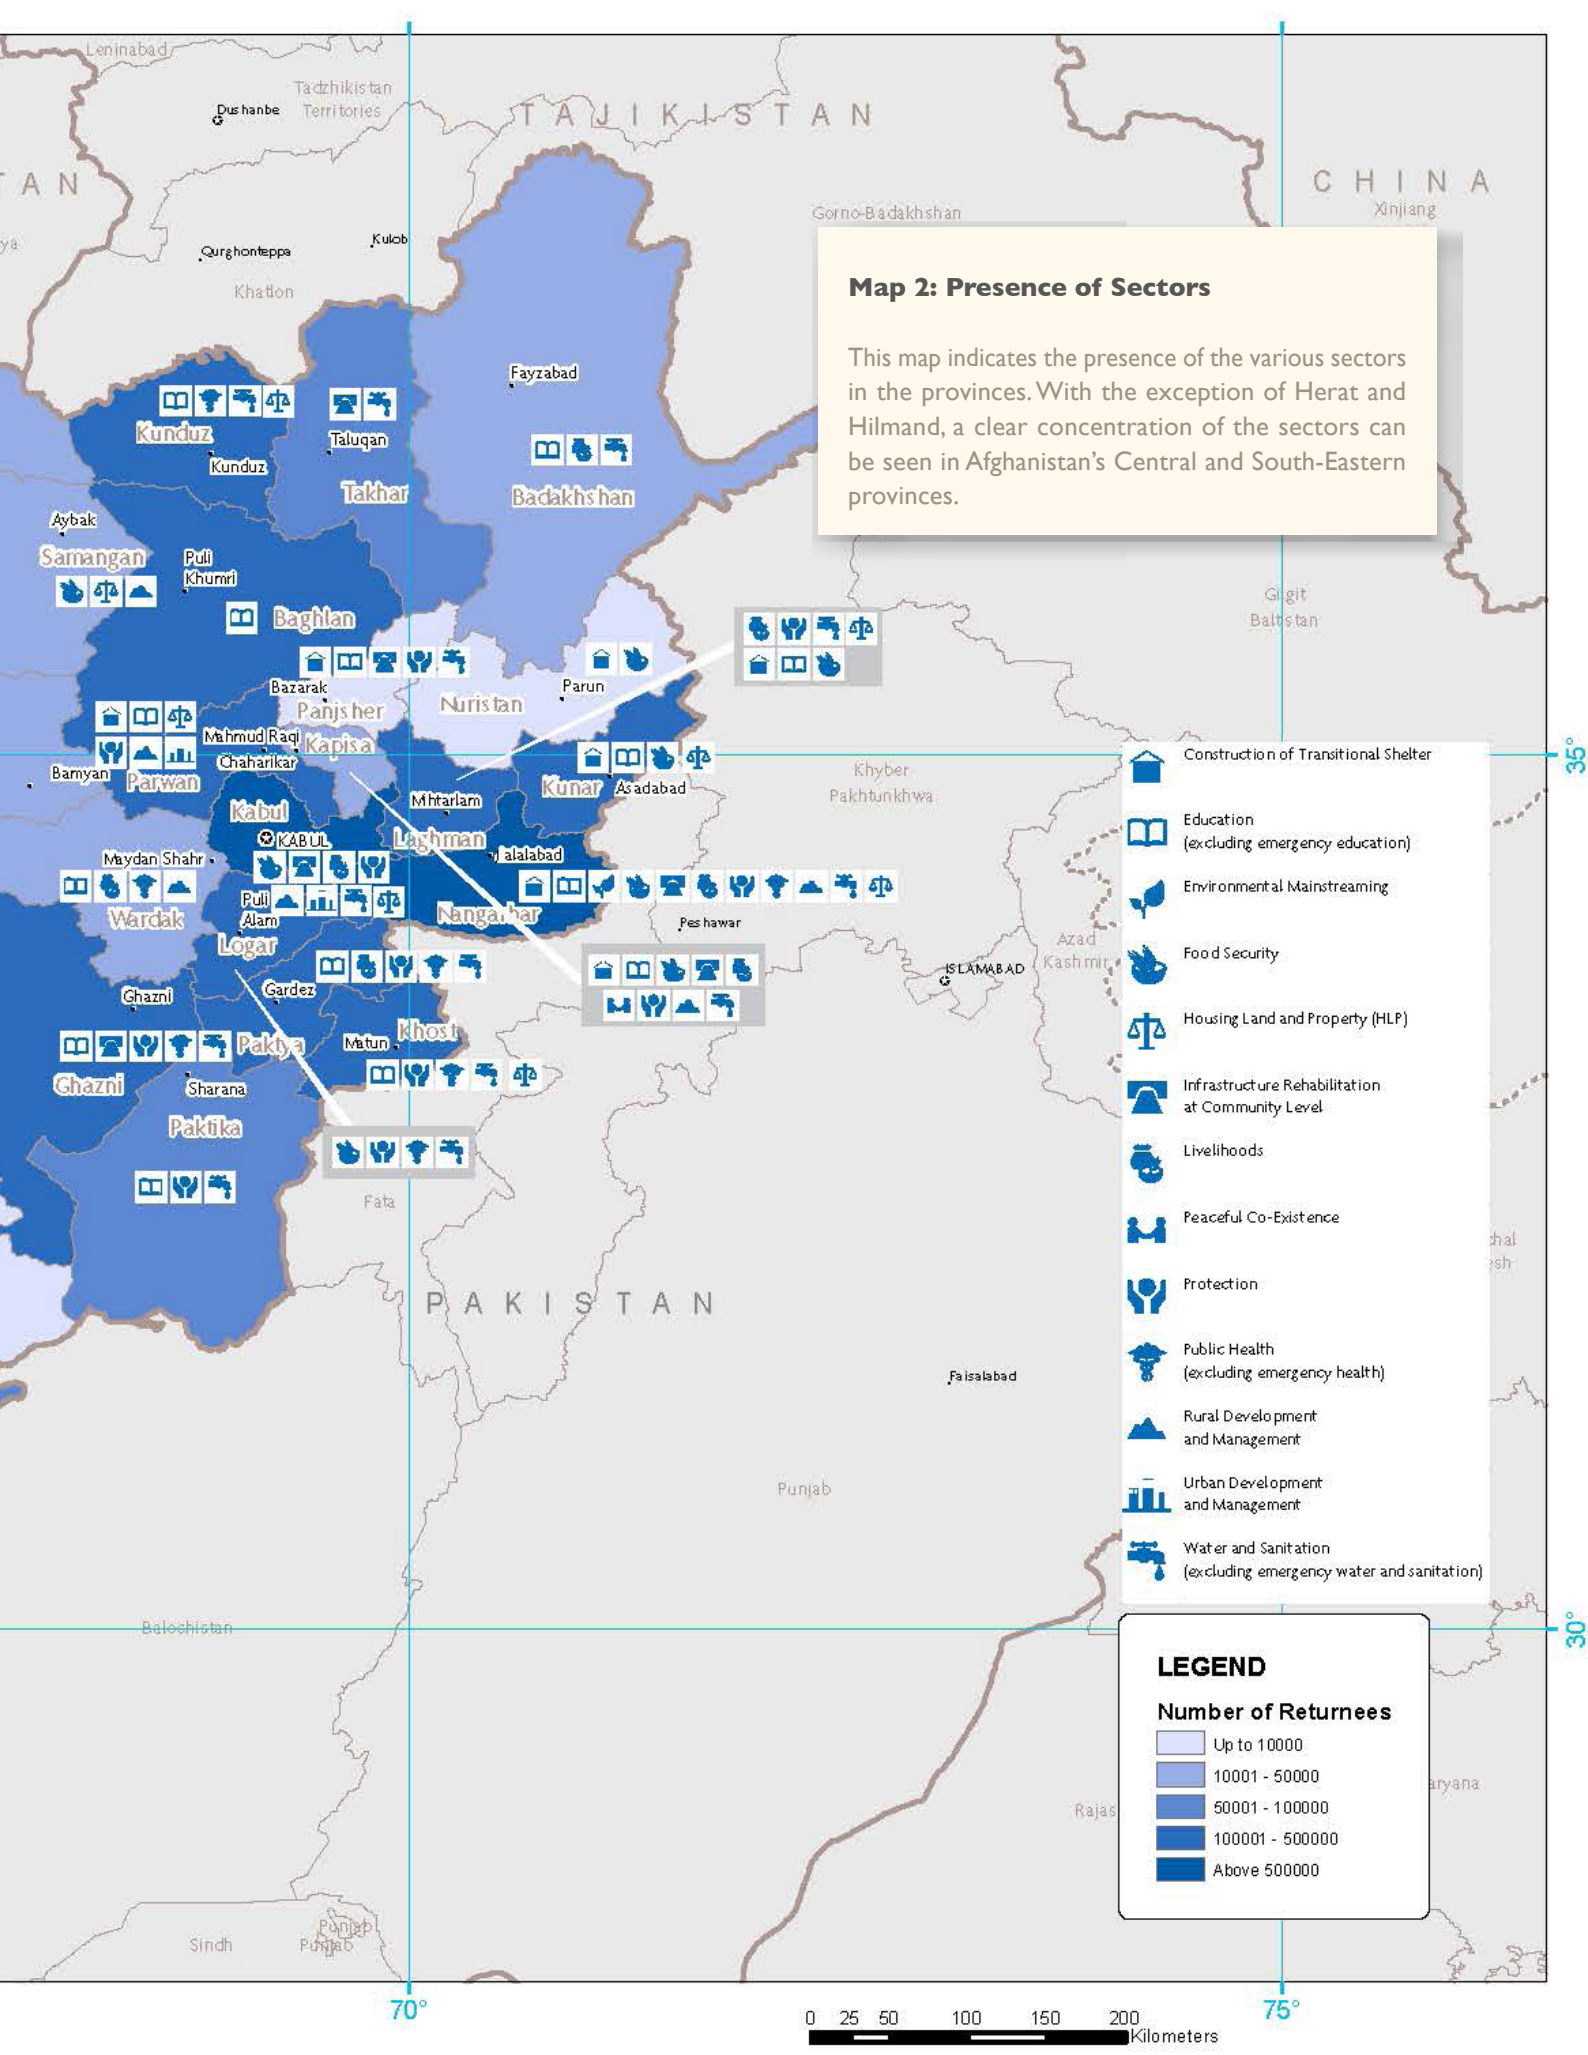 Leninabad
Tadzhikistan
Territories
Dushanbe
TAJIKISTAN
TAN
CHINA
Xinjiang
Gorno-Badakhshan
ya
Kulob
Qurghonteppa
Khatlon
Map 2: Presence of Sectors
This map indicates the presence of the various sectors
in the provinces. With the exception of Herat and
Hilmand, a clear concentration of the sectors can
be seen in Afghanistan's Central and South-Eastern
provinces.
Fayzabad
Kunduz
Taluqan
Kunduz
Takhar
Badakhshan
Aybak
Samangan
Puli
Khumri
Baghlan
Gilgit
Baltistan
Bazarak
Parun
Panjsher
Nuristan
Mahmud Raqi
Kapisa
Chaharikar
Bamyan
Parwan
Kunar
Asadabad
Khyber
Pakhtunkhwa
35°
Mihtarlam
Kabul
KABUL
Laghman
Jalalabad
Maydan Shahr
Puli
Alam
Wardak
Nangarhar
Peshawar
Logar
Azad
Kashmir
ISLAMABAD
Ghazni
Gardez
Khost
Matun
Paktya
Ghazni
Sharana
Paktika
Fata
PAKISTAN
Faisalabad
Punjab
Balochistan
Construction of Transitional Shelter
Education
(excluding emergency education)
Environmental Mainstreaming
Food Security
Housing Land and Property (HLP)
Infrastructure Rehabilitation
at Community Level
Livelihoods
Peaceful Co-Existence
hal
esh
Protection
Public Health
(excluding emergency health)
Rural Development
and Management
Urban Development
and Management
Water and Sanitation
(excluding emergency water and sanitation)
30°
LEGEND
Number of Returnees
Up to 10000
10001 - 50000
50001 - 100000
100001 - 500000
Above 500000
aryana
Rajas
Punjab
Sindh
Punjab
70°
75°
0 25 50 100 150 200
Kilometers